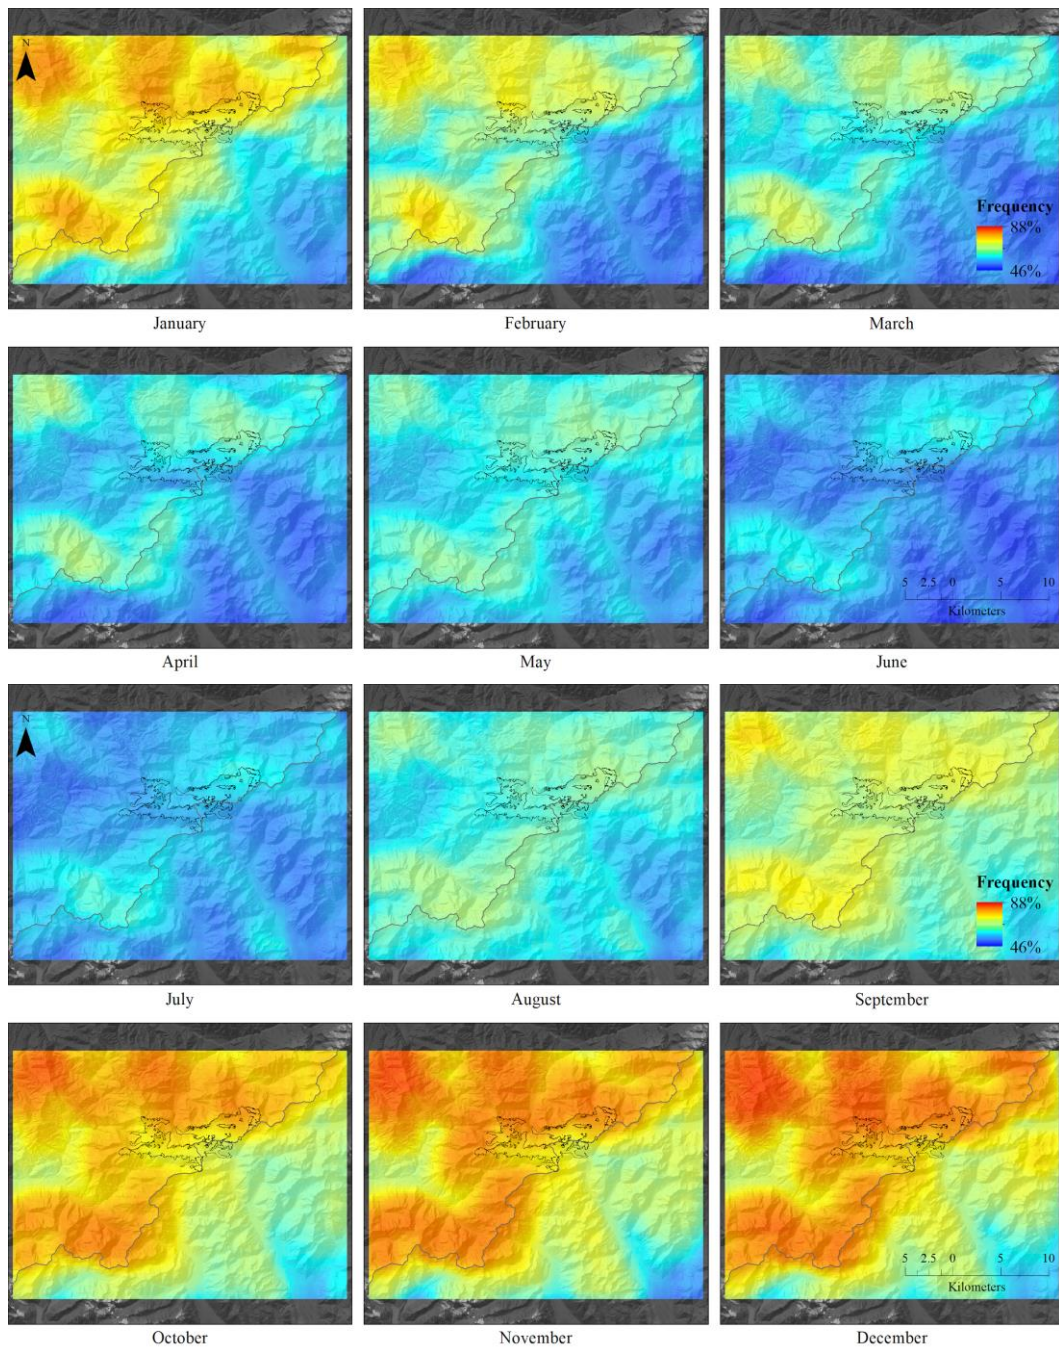 N
Frequency
88%
46%
January
February
March
5 2.5 0 5 10
Kilometers
April
May
June
N
Frequency
88%
46%
July
August
September
5 2.5 0 5 10
Kilometers
October
November
December